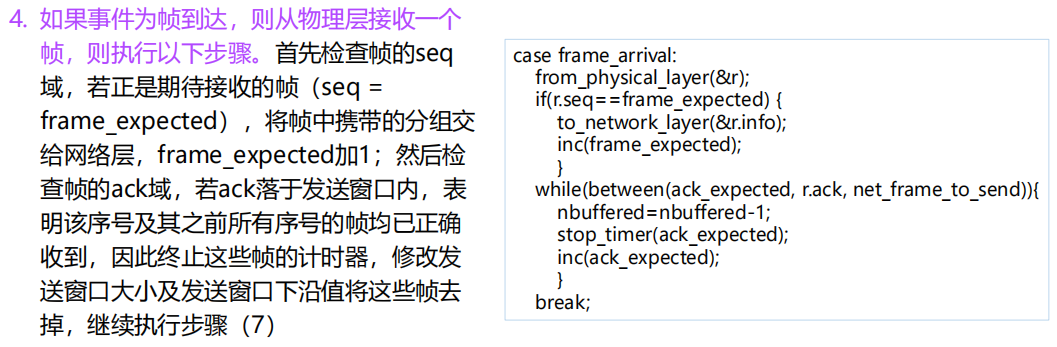 4. 如果事件为帧到达，则从物理层接收一个
帧，则执行以下步骤。首先检查帧的seq
域，若正是期待接收的帧（seq =
frame_expected），将帧中携带的分组交
给网络层，frame_expected加1；然后检
查帧的ack域，若ack落于发送窗口内，表
明该序号及其之前所有序号的帧均已正确
收到，因此终止这些帧的计时器，修改发
送窗口大小及发送窗口下沿值将这些帧去
掉，继续执行步骤（7）
case frame_arrival:
from_physical_layer(&r);
if(r.seq==frame_expected) {
to_network_layer(&r.info);
inc(frame_expected);
}
while(between(ack_expected, r.ack, net_frame_to_send)){
nbuffered=nbuffered-1;
stop_timer(ack_expected);
inc(ack_expected);
}
break;